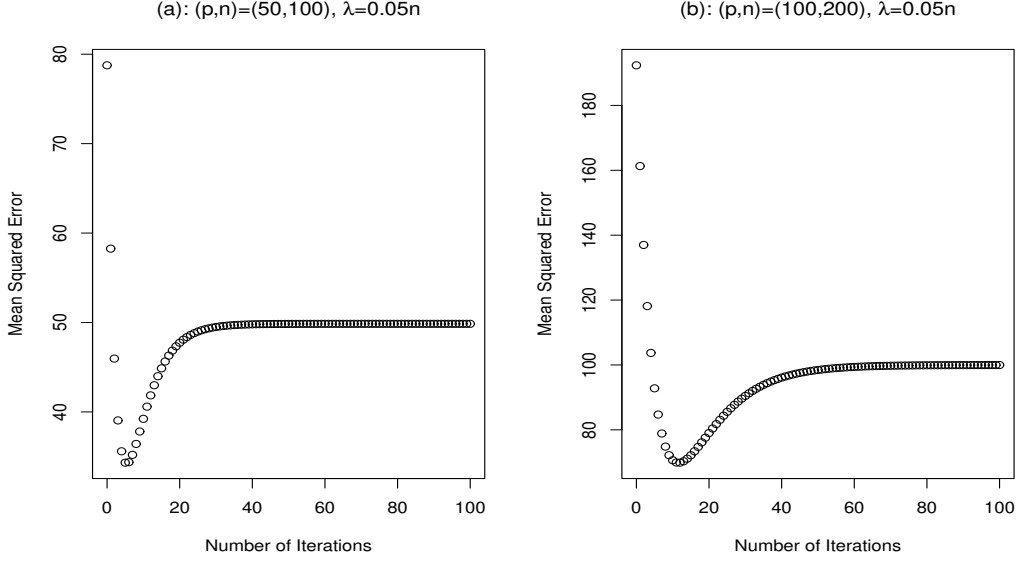 (a): (p,n)=(50,100), λ=0.05n
Mean Squared Error
80
70
60
50
40
0 20 40 60 80 100
Number of Iterations
(b): (p,n)=(100,200), λ=0.05n
Mean Squared Error
180
160
140
120
100
80
0 20 40 60 80 100
Number of Iterations